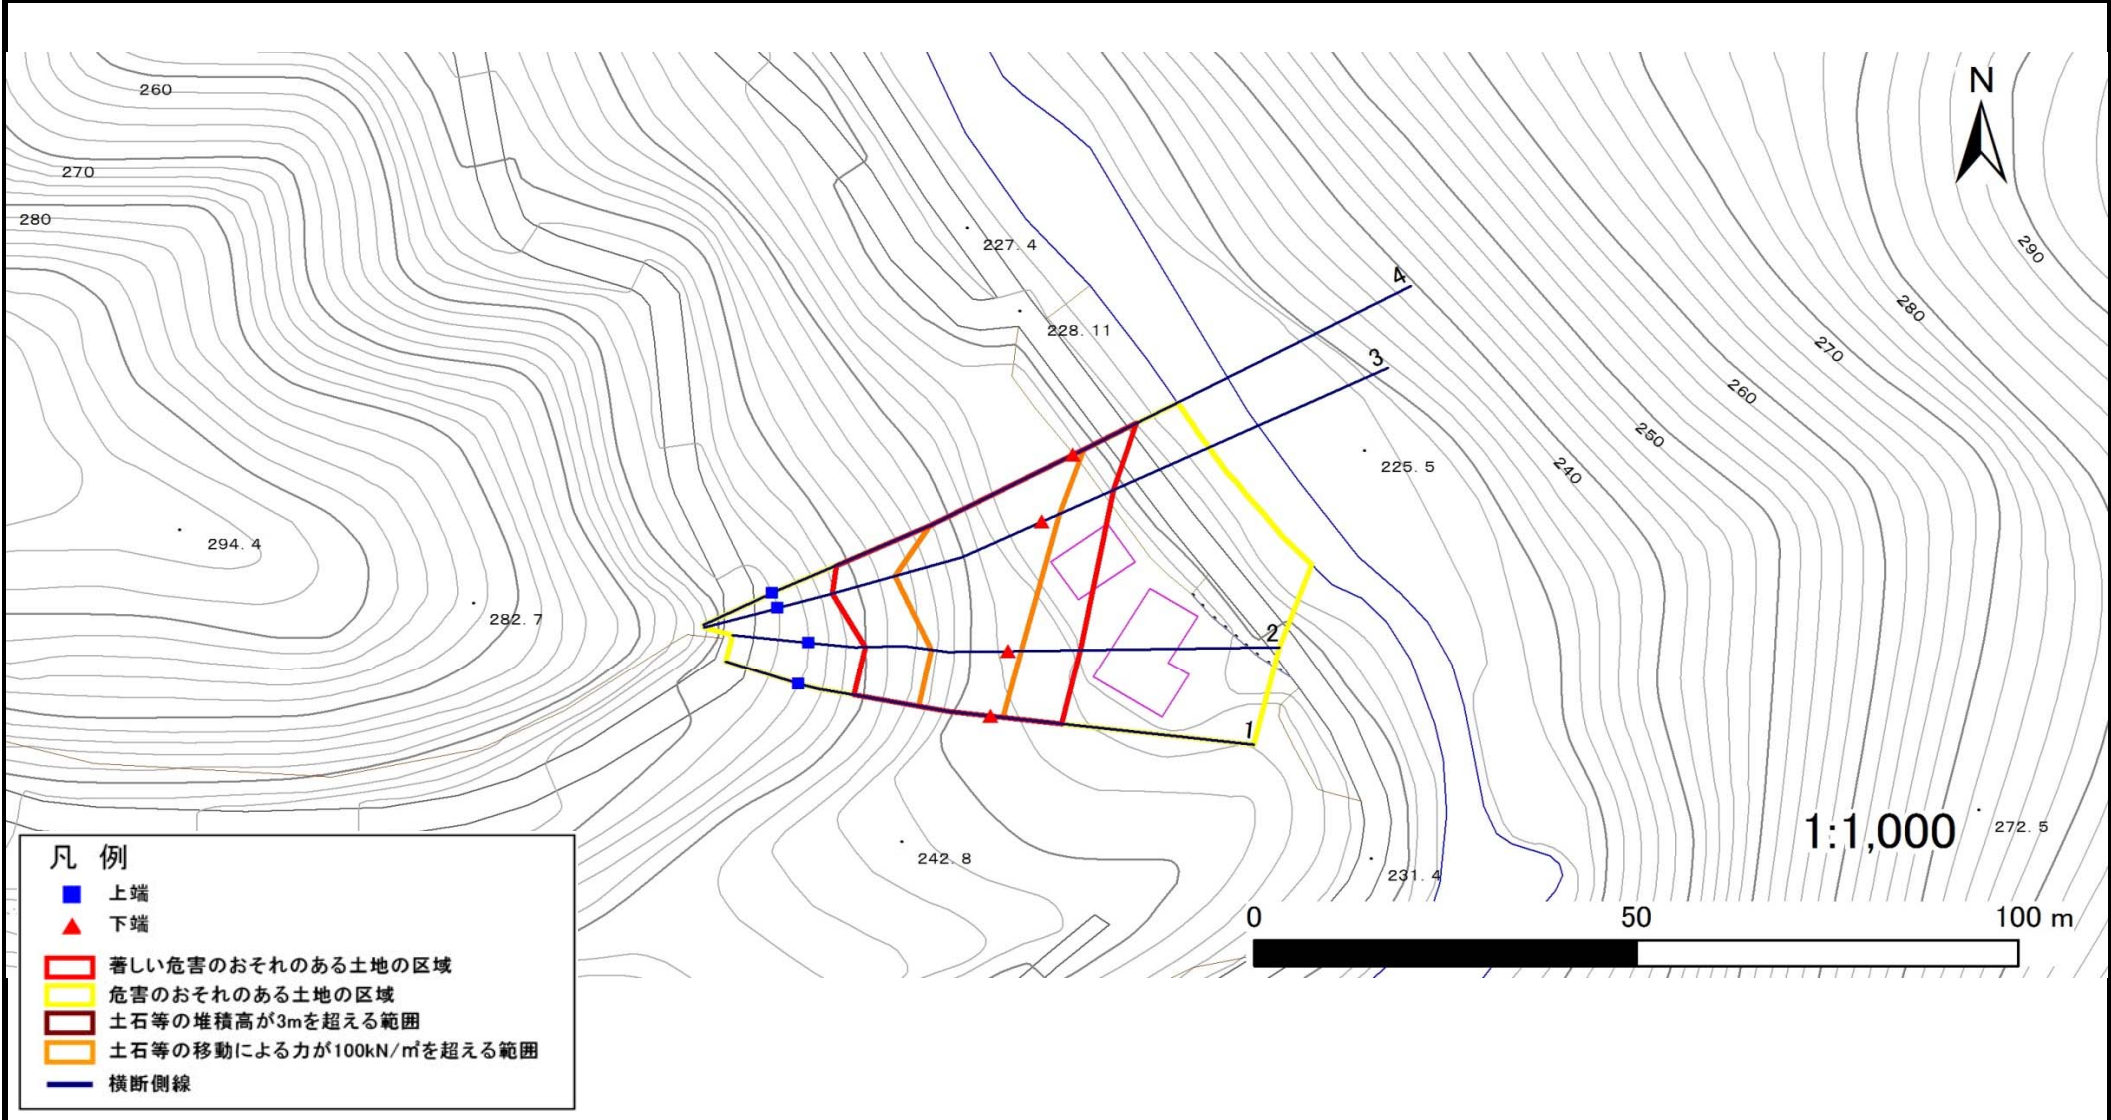 260
270
280
294.4
282.7
227.4
228.11
242.8
225.5
231.4
272.5
240
250
260
270
280
290
N
4
3
2
1
1:1,000
0 50 100 m
凡 例
上端
下端
著しい危害のおそれのある土地の区域
危害のおそれのある土地の区域
土石等の堆積高が3mを超える範囲
土石等の移動による力が100kN/㎡を超える範囲
横断側線